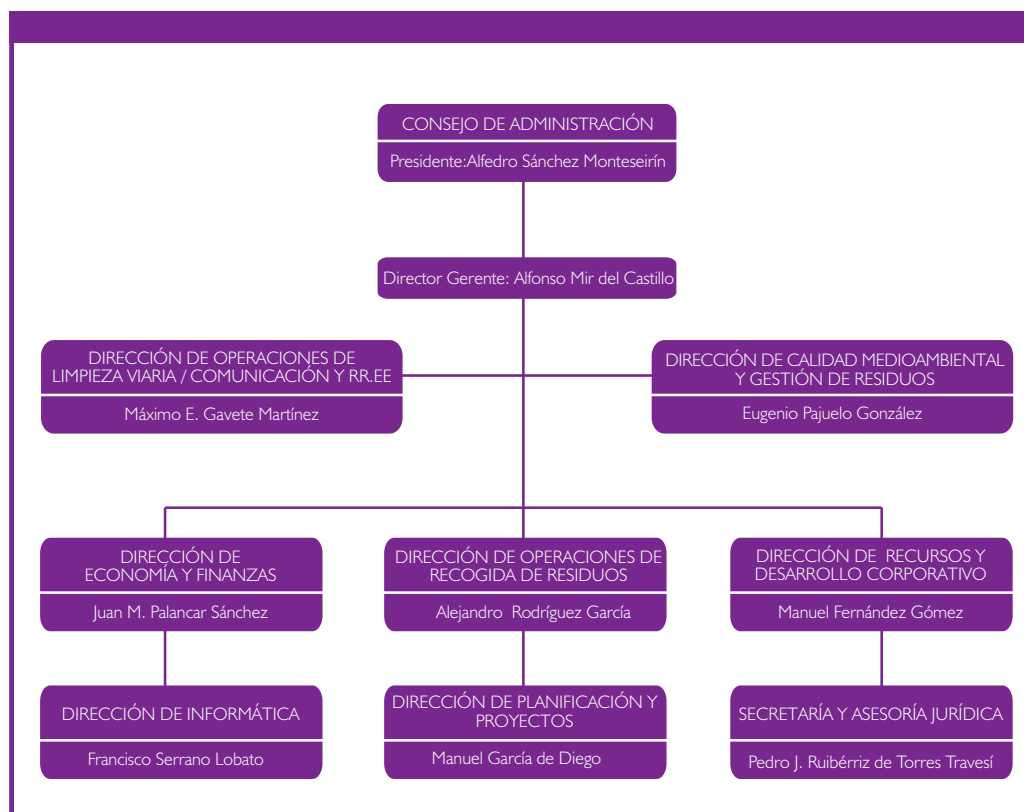 CONSEJO DE ADMINISTRACIÓN
Presidente:Alfedro Sánchez Monteseirín
Director Gerente: Alfonso Mir del Castillo
DIRECCIÓN DE OPERACIONES DE
LIMPIEZA VIARIA / COMUNICACIÓN Y RR.EE
Máximo E. Gavete Martínez
DIRECCIÓN DE CALIDAD MEDIOAMBIENTAL
Y GESTIÓN DE RESIDUOS
Eugenio Pajuelo González
DIRECCIÓN DE
ECONOMÍA Y FINANZAS
Juan M. Palancar Sánchez
DIRECCIÓN DE OPERACIONES DE
RECOGIDA DE RESIDUOS
Alejandro Rodríguez García
DIRECCIÓN DE RECURSOS Y
DESARROLLO CORPORATIVO
Manuel Fernández Gómez
DIRECCIÓN DE INFORMÁTICA
Francisco Serrano Lobato
DIRECCIÓN DE PLANIFICACIÓN Y
PROYECTOS
Manuel García de Diego
SECRETARÍA Y ASESORÍA JURÍDICA
Pedro J. Ruibérriz de Torres Travesí